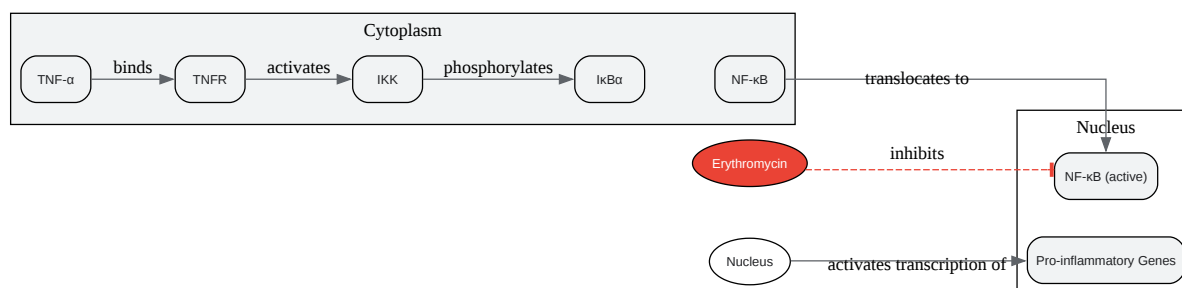 Cytoplasm
TNF-α
binds
TNFR
activates
IKK
phosphorylates
IκBα
NF-κB
translocates to
Nucleus
Erythromycin
inhibits
NF-κB (active)
Nucleus
activates transcription of
Pro-inflammatory Genes